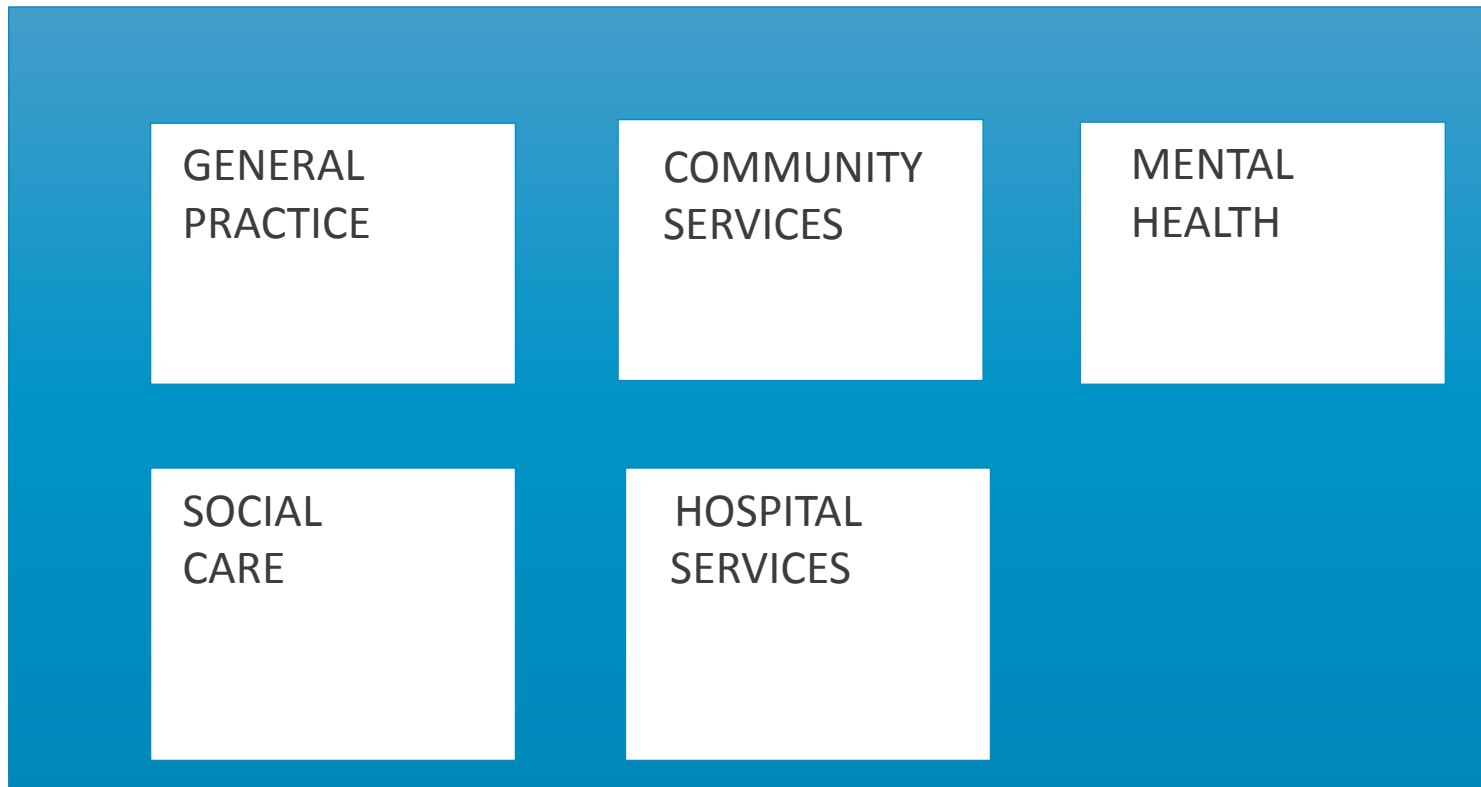 GENERAL
PRACTICE
COMMUNITY
SERVICES
MENTAL
HEALTH
SOCIAL
CARE
HOSPITAL
SERVICES